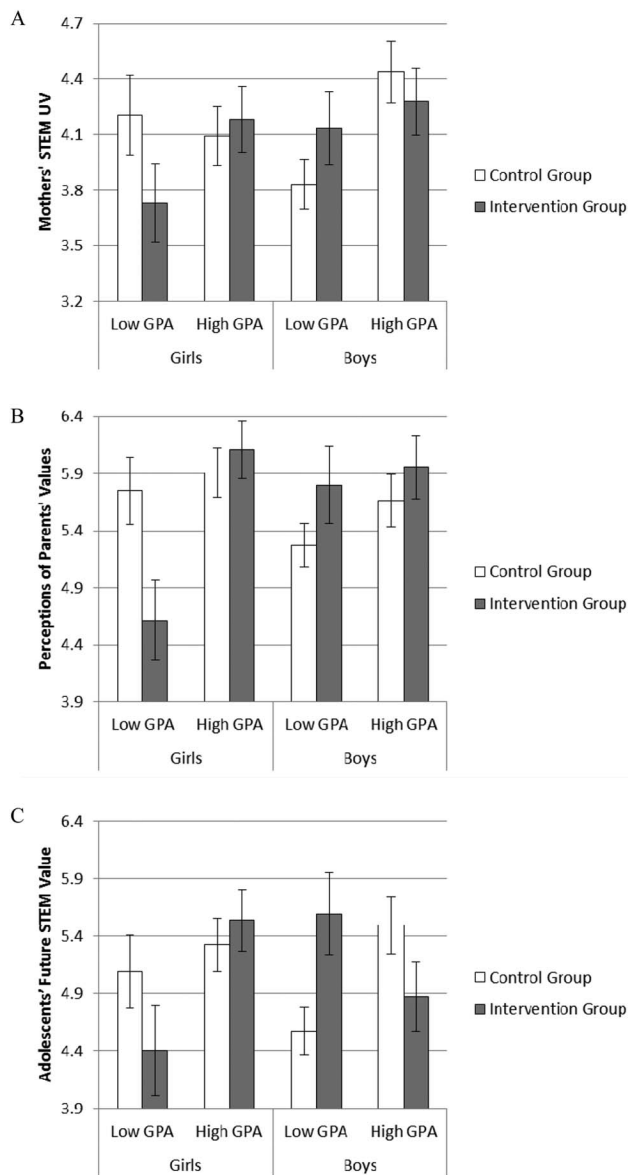 A
Mothers' STEM UV
4.7
4.4
4.1
3.8
3.5
3.2
Low GPA High GPA Low GPA High GPA
Girls Boys
Control Group
Intervention Group
B
Perceptions of Parents' Values
6.4
5.9
5.4
4.9
4.4
3.9
Low GPA High GPA Low GPA High GPA
Girls Boys
Control Group
Intervention Group
C
Adolescents' Future STEM Value
6.4
5.9
5.4
4.9
4.4
3.9
Low GPA High GPA Low GPA High GPA
Girls Boys
Control Group
Intervention Group